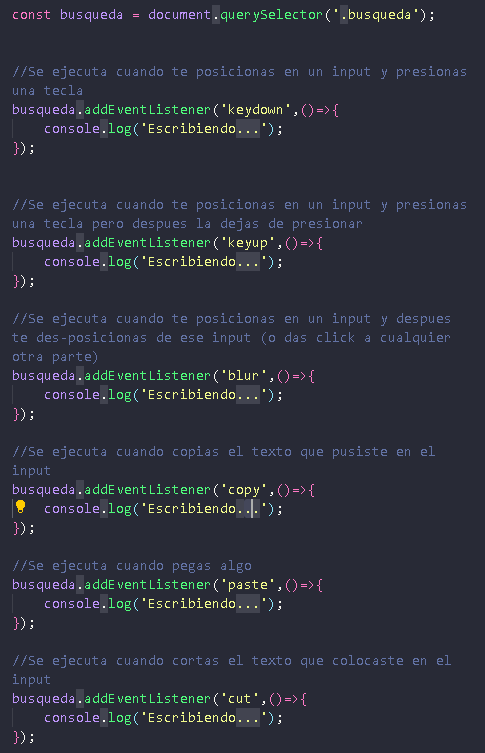 const busqueda = document.querySelector('.busqueda');
//Se ejecuta cuando te posicionas en un input y presionas
una tecla
busqueda.addEventListener('keydown',()=>{
console.log('Escribiendo...');
});
//Se ejecuta cuando te posicionas en un input y presionas
una tecla pero despues la dejas de presionar
busqueda.addEventListener('keyup',()=>{
console.log('Escribiendo...');
});
//Se ejecuta cuando te posicionas en un input y despues
te des-posicionas de ese input (o das click a cualquier
otra parte)
busqueda.addEventListener('blur',()=>{
console.log('Escribiendo...');
});
//Se ejecuta cuando copias el texto que pusiste en el
input
busqueda.addEventListener('copy',()=>{
console.log('Escribiendo...');
});
//Se ejecuta cuando pegas algo
busqueda.addEventListener('paste',()=>{
console.log('Escribiendo...');
});
//Se ejecuta cuando cortas el texto que colocaste en el
input
busqueda.addEventListener('cut',()=>{
console.log('Escribiendo...');
});